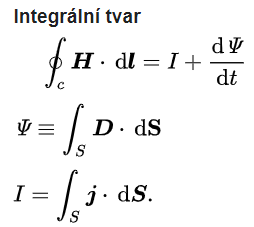 Integrální tvar
∮_c H · dl = I + dΨ/dt
Ψ ≡ ∫_S D · dS
I = ∫_S j · dS.